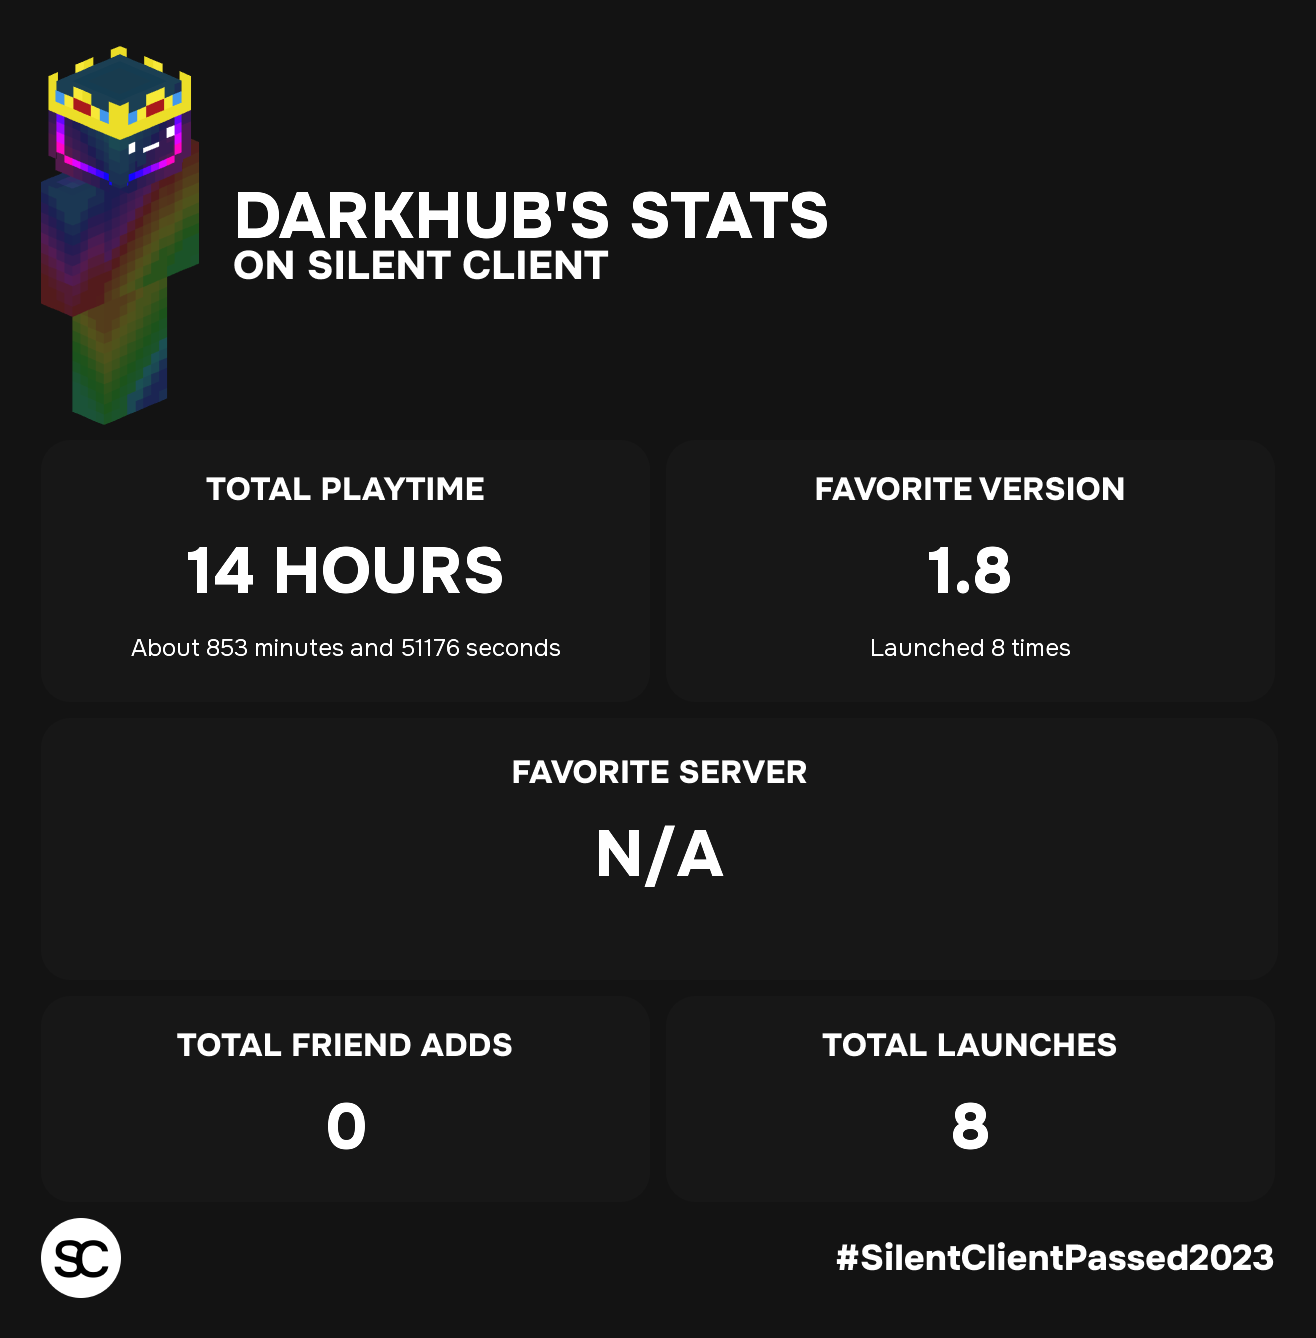 DARKHUB'S STATS
ON SILENT CLIENT
TOTAL PLAYTIME
14 HOURS
About 853 minutes and 51176 seconds
FAVORITE VERSION
1.8
Launched 8 times
FAVORITE SERVER
N/A
TOTAL FRIEND ADDS
0
TOTAL LAUNCHES
8
SC
#SilentClientPassed2023